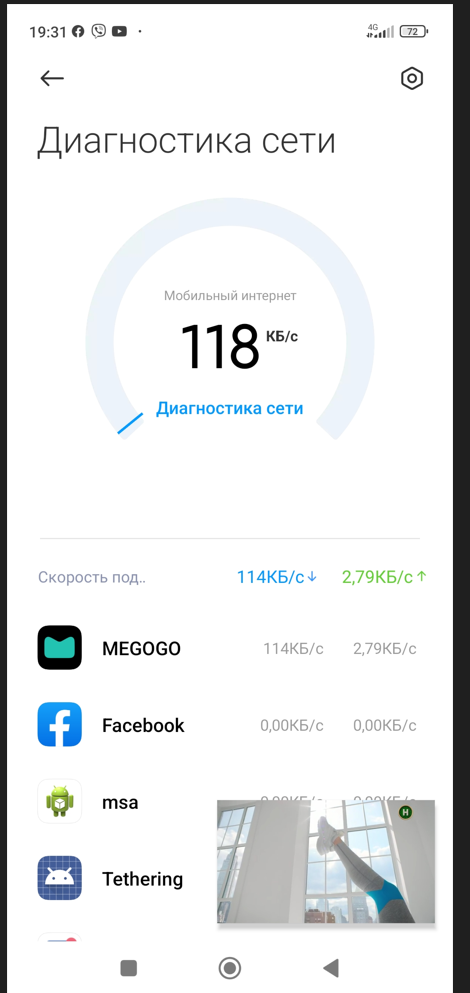 19:31 4G 72
Диагностика сети
Мобильный интернет
118 КБ/с
Диагностика сети
Скорость под.. 114КБ/с 2,79КБ/с
MEGOGO 114КБ/с 2,79КБ/с
Facebook 0,00КБ/с 0,00КБ/с
msa
H
Tethering